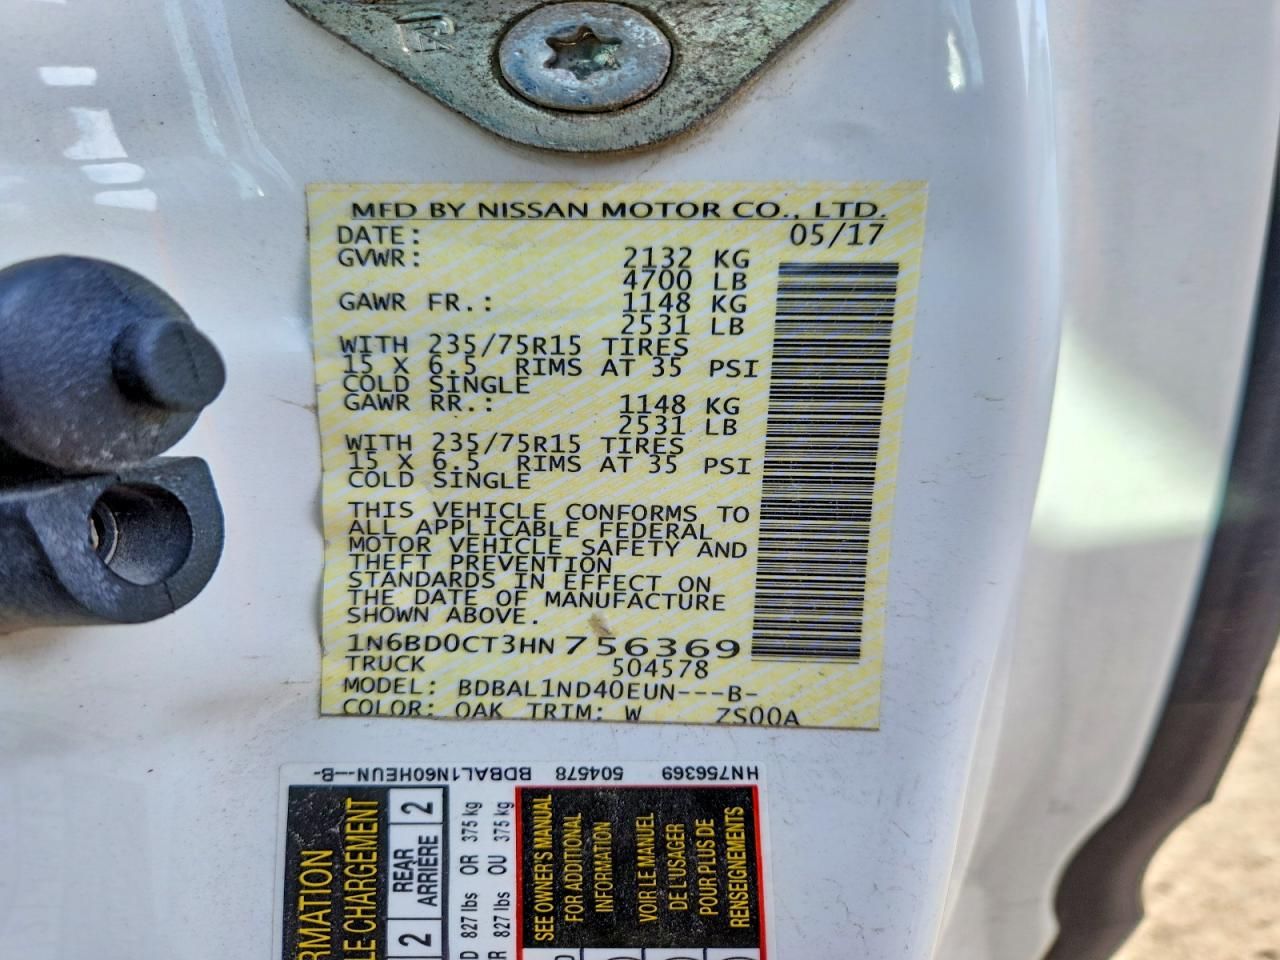 MFD BY NISSAN MOTOR CO., LTD.
DATE: 05/17
GVWR: 2132 KG
4700 LB
GAWR FR.: 1148 KG
2531 LB
WITH 235/75R15 TIRES
15 X 6.5 RIMS AT 35 PSI
COLD SINGLE
GAWR RR.: 1148 KG
2531 LB
WITH 235/75R15 TIRES
15 X 6.5 RIMS AT 35 PSI
COLD SINGLE
THIS VEHICLE CONFORMS TO
ALL APPLICABLE FEDERAL
MOTOR VEHICLE SAFETY AND
THEFT PREVENTION
STANDARDS IN EFFECT ON
THE DATE OF MANUFACTURE
SHOWN ABOVE.
1N6BD0CT3HN756369
TRUCK 504578
MODEL: BDBAL1ND40EUN---B-
COLOR: QAK TRIM: W ZS00A
HN756369 504578 BDBAL1N60HEUN---B-
RMATION
LE CHARGEMENT
2 REAR ARRIÈRE 2
827 lbs OR 375 kg
827 lbs OU 375 kg
SEE OWNER'S MANUAL
FOR ADDITIONAL
INFORMATION
VOIR LE MANUEL
DE L'USAGER
POUR PLUS DE
RENSEIGNEMENTS